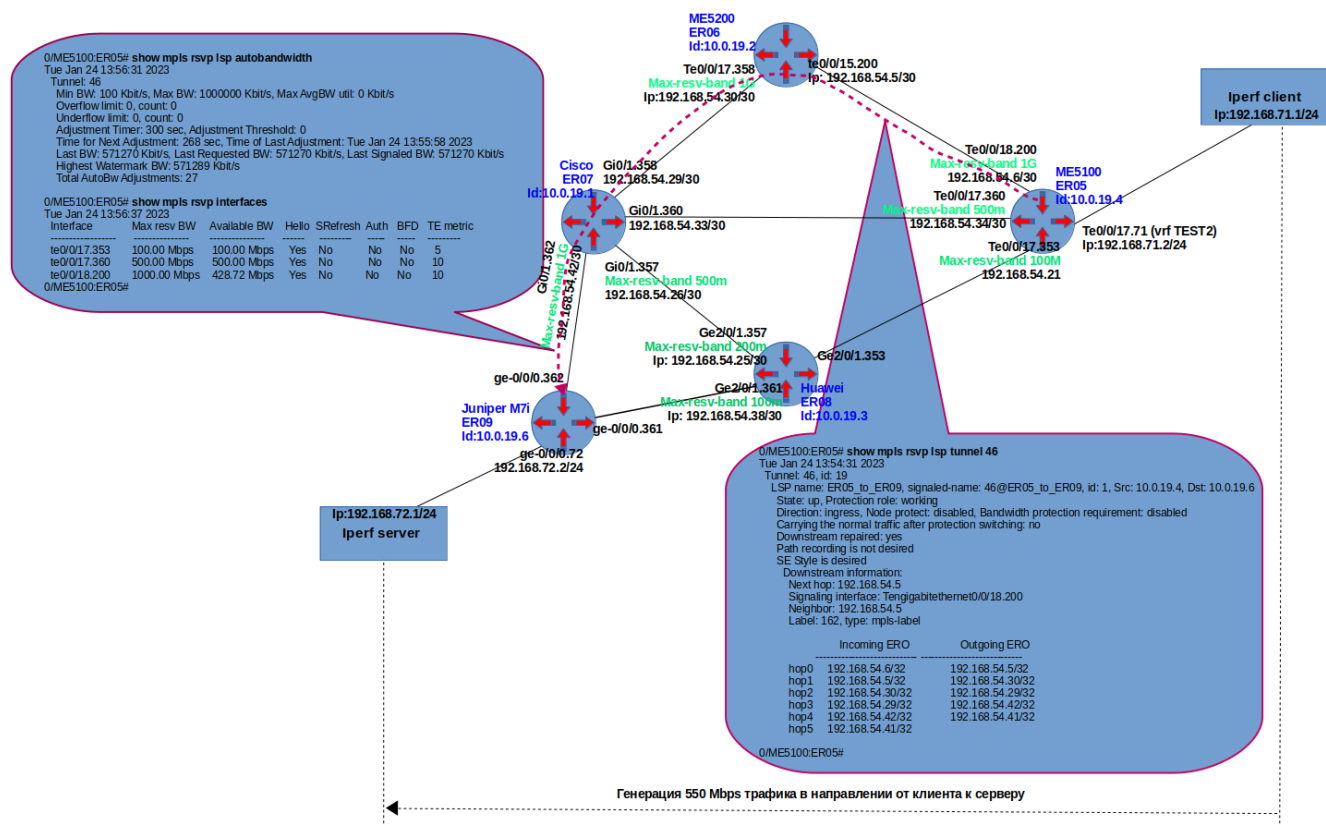 ME5200
ER06
Id:10.0.19.2
te0/0/15.200
Ip: 192.168.54.5/30
Te0/0/17.358
Max-resv-band 1G
Ip:192.168.54.30/30
0/ME5100:ER05# show mpls rsvp lsp autobandwidth
Tue Jan 24 13:56:31 2023
Tunnel: 46
Min BW: 100 Kbit/s, Max BW: 1000000 Kbit/s, Max AvgBW util: 0 Kbit/s
Overflow limit: 0, count: 0
Underflow limit: 0, count: 0
Adjustment Timer: 300 sec, Adjustment Threshold: 0
Time for Next Adjustment: 268 sec, Time of Last Adjustment: Tue Jan 24 13:55:58 2023
Last BW: 571270 Kbit/s, Last Requested BW: 571270 Kbit/s, Last Signaled BW: 571270 Kbit/s
Highest Watermark BW: 571289 Kbit/s
Total AutoBw Adjustments: 27
0/ME5100:ER05# show mpls rsvp interfaces
Tue Jan 24 13:56:37 2023
Interface Max resv BW Available BW Hello SRefresh Auth BFD TE metric
te0/0/17.353 100.00 Mbps 100.00 Mbps Yes No No No 5
te0/0/17.360 500.00 Mbps 500.00 Mbps Yes No No No 10
te0/0/18.200 1000.00 Mbps 428.72 Mbps Yes No No No 10
0/ME5100:ER05#
Iperf client
Ip:192.168.71.1/24
Te0/0/18.200
Max-resv-band 1G
192.168.54.6/30
ME5100
ER05
Id:10.0.19.4
Te0/0/17.360
Max-resv-band 500m
192.168.54.34/30
Te0/0/17.71 (vrf TEST2)
Ip:192.168.71.2/24
Te0/0/17.353
Max-resv-band 100M
192.168.54.21
Cisco
ER07
Id:10.0.19.1
Gi0/1.358
192.168.54.29/30
Gi0/1.360
192.168.54.33/30
Gi0/1.357
Max-resv-band 500m
192.168.54.26/30
Gi0/1.362
Max-resv-band 1G
192.168.54.42/30
Ge2/0/1.357
Max-resv-band 200m
Ip: 192.168.54.25/30
Ge2/0/1.353
Ge2/0/1.361
Max-resv-band 100m
Ip: 192.168.54.38/30
Huawei
ER08
Id:10.0.19.3
ge-0/0/0.362
Juniper M7i
ER09
Id:10.0.19.6
ge-0/0/0.361
ge-0/0/0.72
192.168.72.2/24
Ip:192.168.72.1/24
Iperf server
0/ME5100:ER05# show mpls rsvp lsp tunnel 46
Tue Jan 24 13:54:31 2023
Tunnel: 46, id: 19
LSP name: ER05_to_ER09, signaled-name: 46@ER05_to_ER09, id: 1, Src: 10.0.19.4, Dst: 10.0.19.6
State: up, Protection role: working
Direction: ingress, Node protect: disabled, Bandwidth protection requirement: disabled
Carrying the normal traffic after protection switching: no
Downstream repaired: yes
Path recording is not desired
SE Style is desired
Downstream information:
Next hop: 192.168.54.5
Signaling interface: Tengigabitethernet0/0/18.200
Neighbor: 192.168.54.5
Label: 162, type: mpls-label
Incoming ERO Outgoing ERO
hop0 192.168.54.6/32 192.168.54.5/32
hop1 192.168.54.5/32 192.168.54.30/32
hop2 192.168.54.30/32 192.168.54.29/32
hop3 192.168.54.29/32 192.168.54.42/32
hop4 192.168.54.42/32 192.168.54.41/32
hop5 192.168.54.41/32
0/ME5100:ER05#
Генерация 550 Mbps трафика в направлении от клиента к серверу